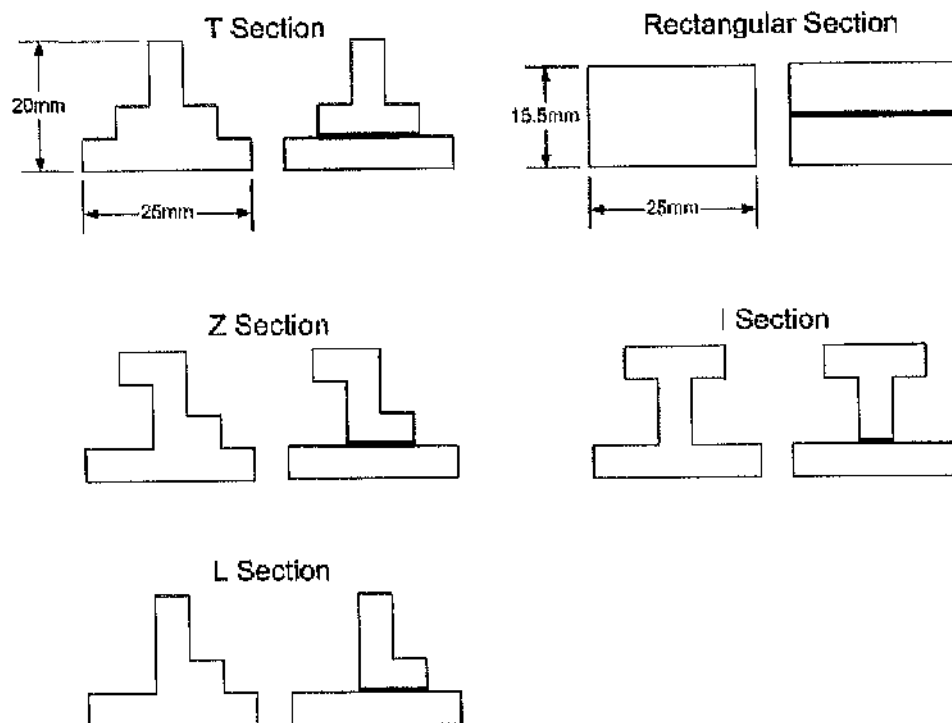 T Section
Rectangular Section
20mm
25mm
15.5mm
25mm
Z Section
I Section
L Section